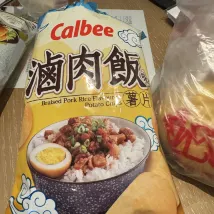 Calbee
滷肉飯
Braised Pork Rice Flavoured
Potato Chips
薯片